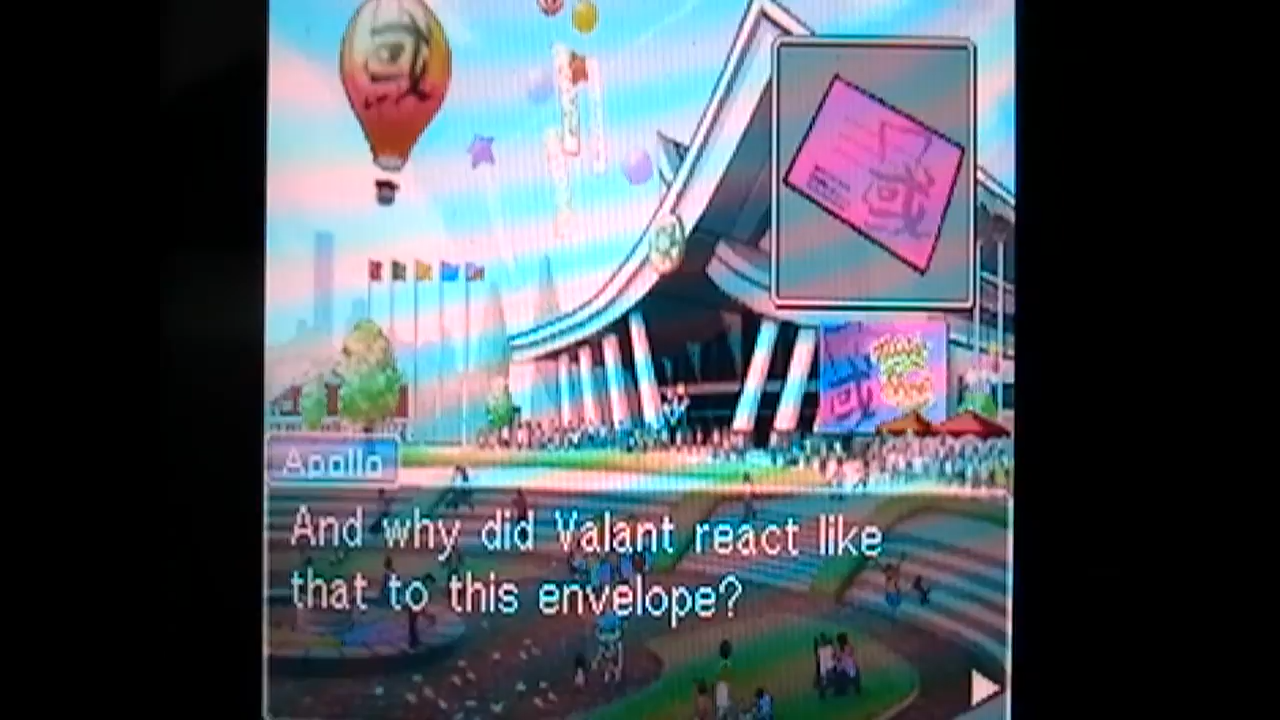 Apollo
And why did Valant react like
that to this envelope?